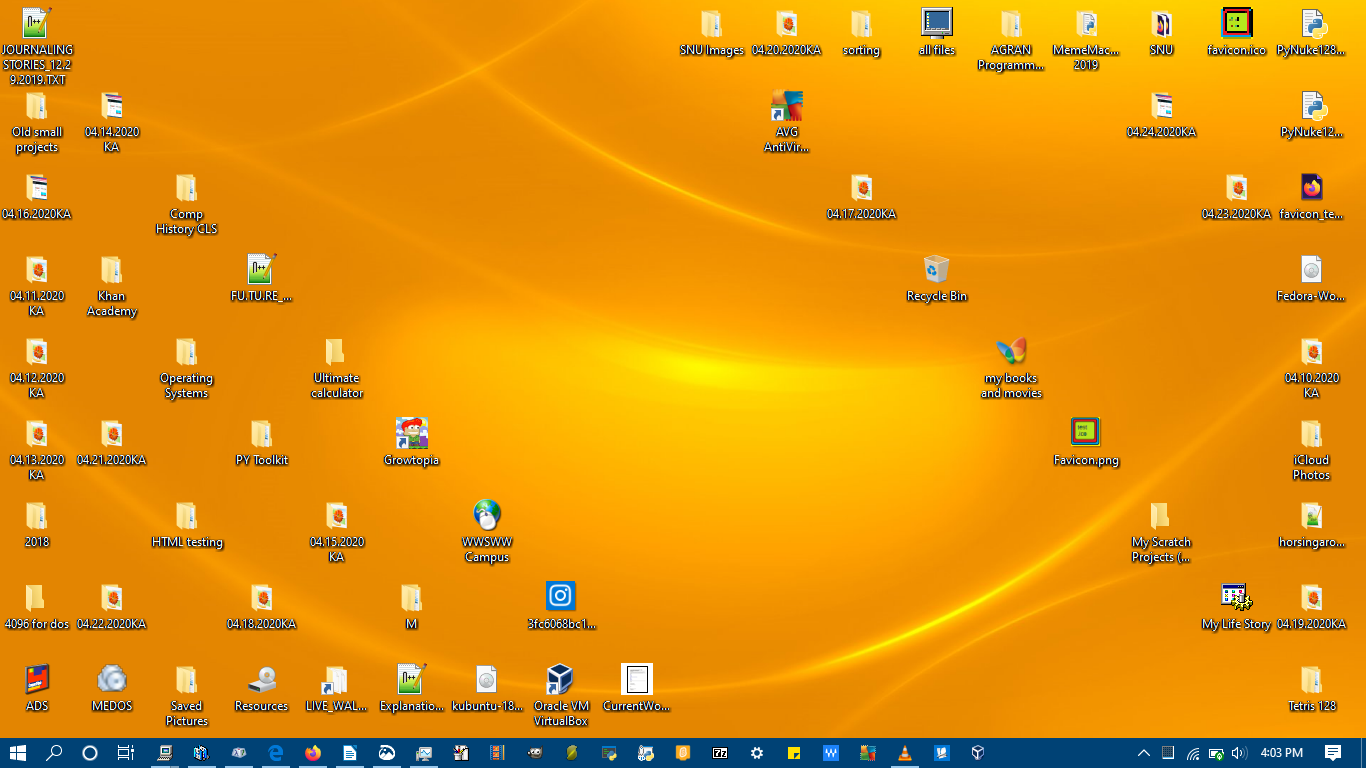 JOURNALING
STORIES_12.2
9.2019.TXT
SNU Images
04.20.2020KA
sorting
all files
AGRAN
Programm...
MemeMac...
2019
SNU
favicon.ico
PyNuke128...
Old small
projects
04.14.2020
KA
AVG
AntiVir...
04.24.2020KA
PyNuke12...
04.16.2020KA
Comp
History CLS
04.17.2020KA
04.23.2020KA
favicon_te...
04.11.2020
KA
Khan
Academy
FU.TU.RE_...
Recycle Bin
Fedora-Wo...
04.12.2020
KA
Operating
Systems
Ultimate
calculator
my books
and movies
04.10.2020
KA
04.13.2020
KA
04.21.2020KA
PY Toolkit
Growtopia
Favicon.png
iCloud
Photos
2018
HTML testing
04.15.2020
KA
WWSWW
Campus
My Scratch
Projects (...
horsingaro...
4096 for dos
04.22.2020KA
04.18.2020KA
M
3fc6068bc1...
My Life Story
04.19.2020KA
ADS
MEDOS
Saved
Pictures
Resources
LIVE_WAL...
Explanatio...
kubuntu-18...
Oracle VM
VirtualBox
CurrentWo...
Tetris 128
4:03 PM